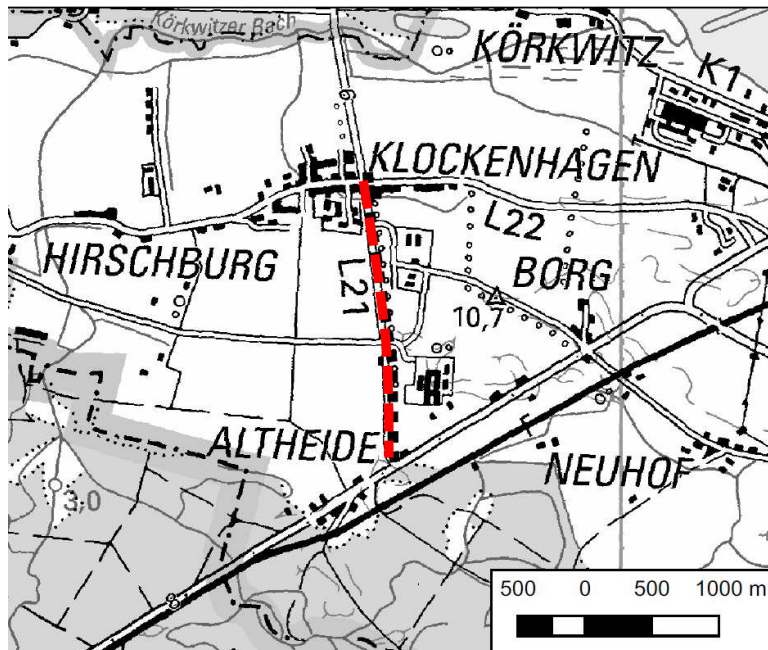 Körkwitzer Bach
KÖRKWITZ
K1
KLOCKENHAGEN
L22
HIRSCHBURG
L21
BORG
10,7
ALTHEIDE
NEUHOF
3,0
500 0 500 1000 m